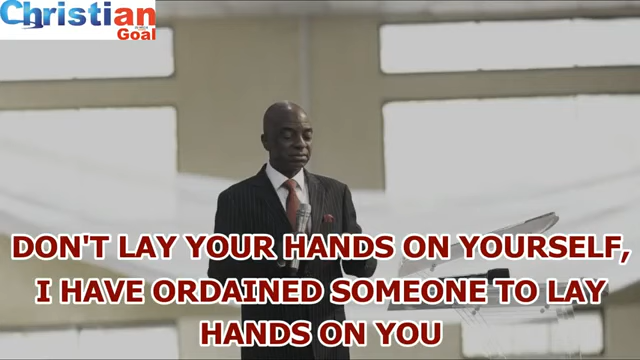 Christian
Goal
DON'T LAY YOUR HANDS ON YOURSELF,
I HAVE ORDAINED SOMEONE TO LAY
HANDS ON YOU